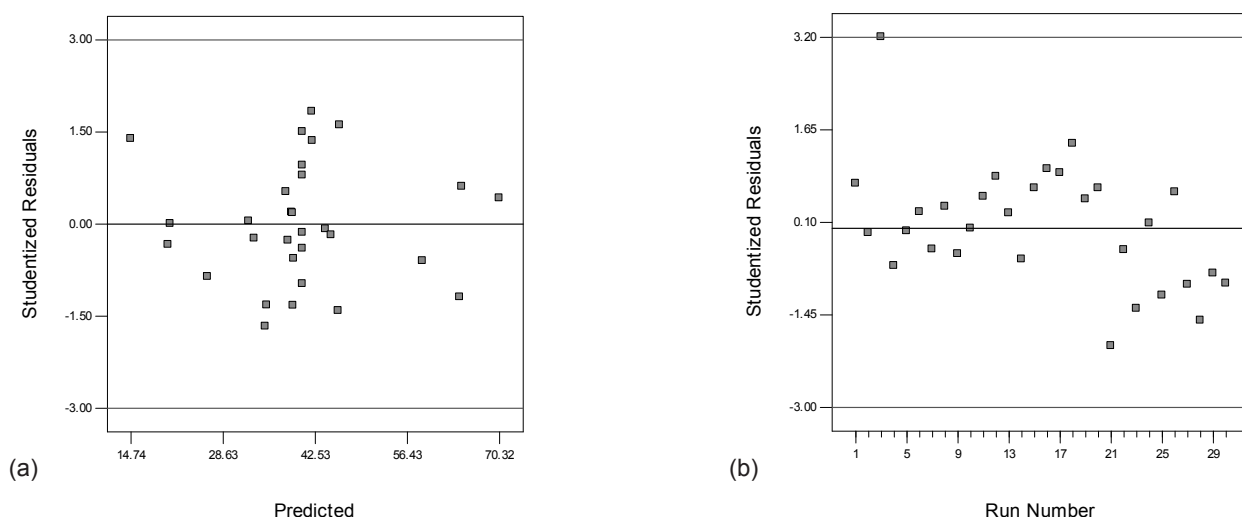 3.00
1.50
0.00
-1.50
-3.00
Studentized Residuals
14.74 28.63 42.53 56.43 70.32
Predicted
(a)
3.20
1.65
0.10
-1.45
-3.00
Studentized Residuals
1 5 9 13 17 21 25 29
Run Number
(b)